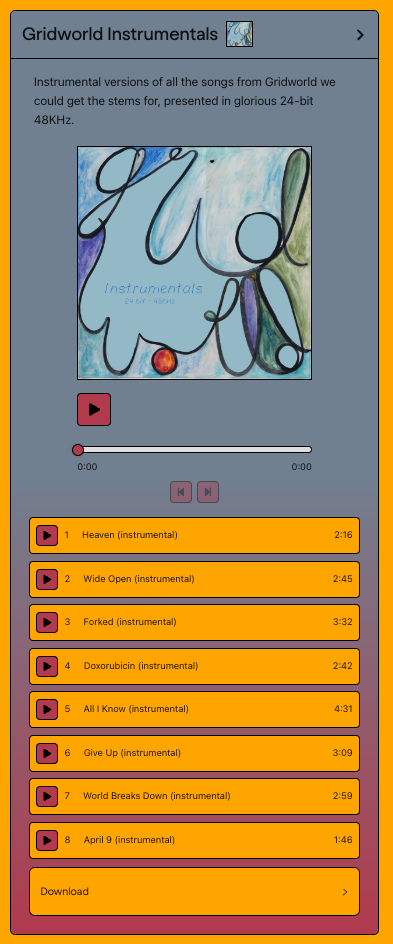 Gridworld Instrumentals
Instrumental versions of all the songs from Gridworld we
could get the stems for, presented in glorious 24-bit
48KHz.
Instrumentals
24 bit - 48KHz
0:00 0:00
1 Heaven (instrumental) 2:16
2 Wide Open (instrumental) 2:45
3 Forked (instrumental) 3:32
4 Doxorubicin (instrumental) 2:42
5 All I Know (instrumental) 4:31
6 Give Up (instrumental) 3:09
7 World Breaks Down (instrumental) 2:59
8 April 9 (instrumental) 1:46
Download